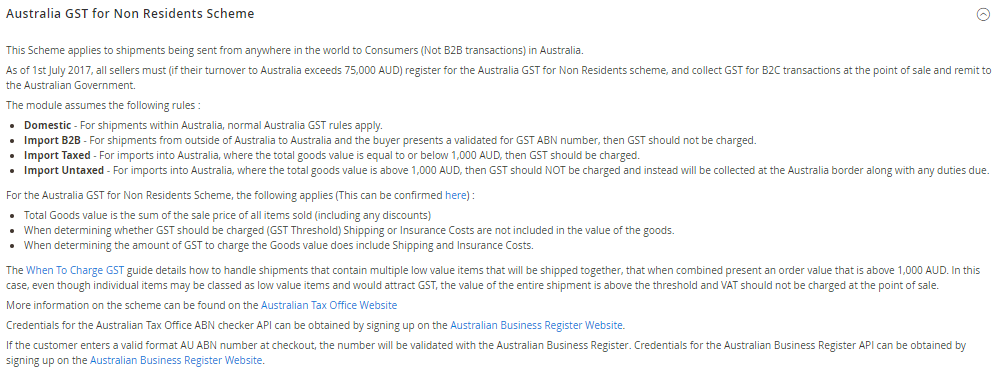 Australia GST for Non Residents Scheme
This Scheme applies to shipments being sent from anywhere in the world to Consumers (Not B2B transactions) in Australia.
As of 1st July 2017, all sellers must (if their turnover to Australia exceeds 75,000 AUD) register for the Australia GST for Non Residents scheme, and collect GST for B2C transactions at the point of sale and remit to
the Australian Government.
The module assumes the following rules :
• Domestic - For shipments within Australia, normal Australia GST rules apply.
• Import B2B - For shipments from outside of Australia to Australia and the buyer presents a validated for GST ABN number, then GST should not be charged.
• Import Taxed - For imports into Australia, where the total goods value is equal to or below 1,000 AUD, then GST should be charged.
• Import Untaxed - For imports into Australia, where the total goods value is above 1,000 AUD, then GST should NOT be charged and instead will be collected at the Australia border along with any duties due.
For the Australia GST for Non Residents Scheme, the following applies (This can be confirmed here) :
• Total Goods value is the sum of the sale price of all items sold (including any discounts)
• When determining whether GST should be charged (GST Threshold) Shipping or Insurance Costs are not included in the value of the goods.
• When determining the amount of GST to charge the Goods value does include Shipping and Insurance Costs.
The When To Charge GST guide details how to handle shipments that contain multiple low value items that will be shipped together, that when combined present an order value that is above 1,000 AUD. In this
case, even though individual items may be classed as low value items and would attract GST, the value of the entire shipment is above the threshold and VAT should not be charged at the point of sale.
More information on the scheme can be found on the Australian Tax Office Website
Credentials for the Australian Tax Office ABN checker API can be obtained by signing up on the Australian Business Register Website.
If the customer enters a valid format AU ABN number at checkout, the number will be validated with the Australian Business Register. Credentials for the Australian Business Register API can be obtained by
signing up on the Australian Business Register Website.